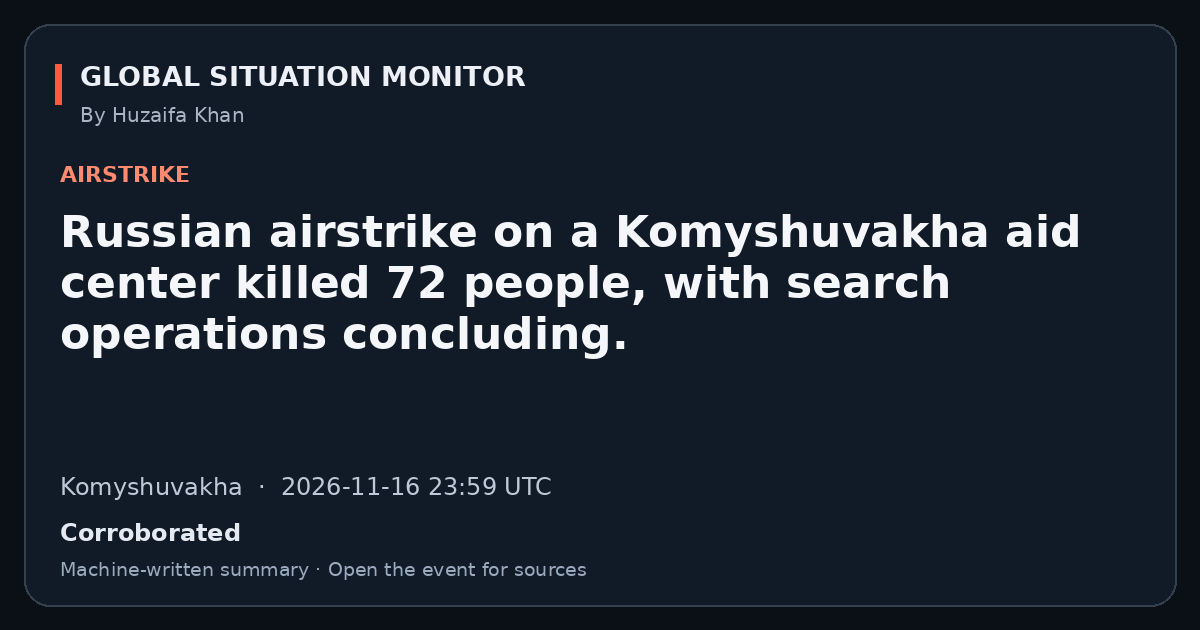 GLOBAL SITUATION MONITOR
By Huzaifa Khan
AIRSTRIKE
Russian airstrike on a Komyshuvakha aid
center killed 72 people, with search
operations concluding.
Komyshuvakha · 2026-11-16 23:59 UTC
Corroborated
Machine-written summary · Open the event for sources